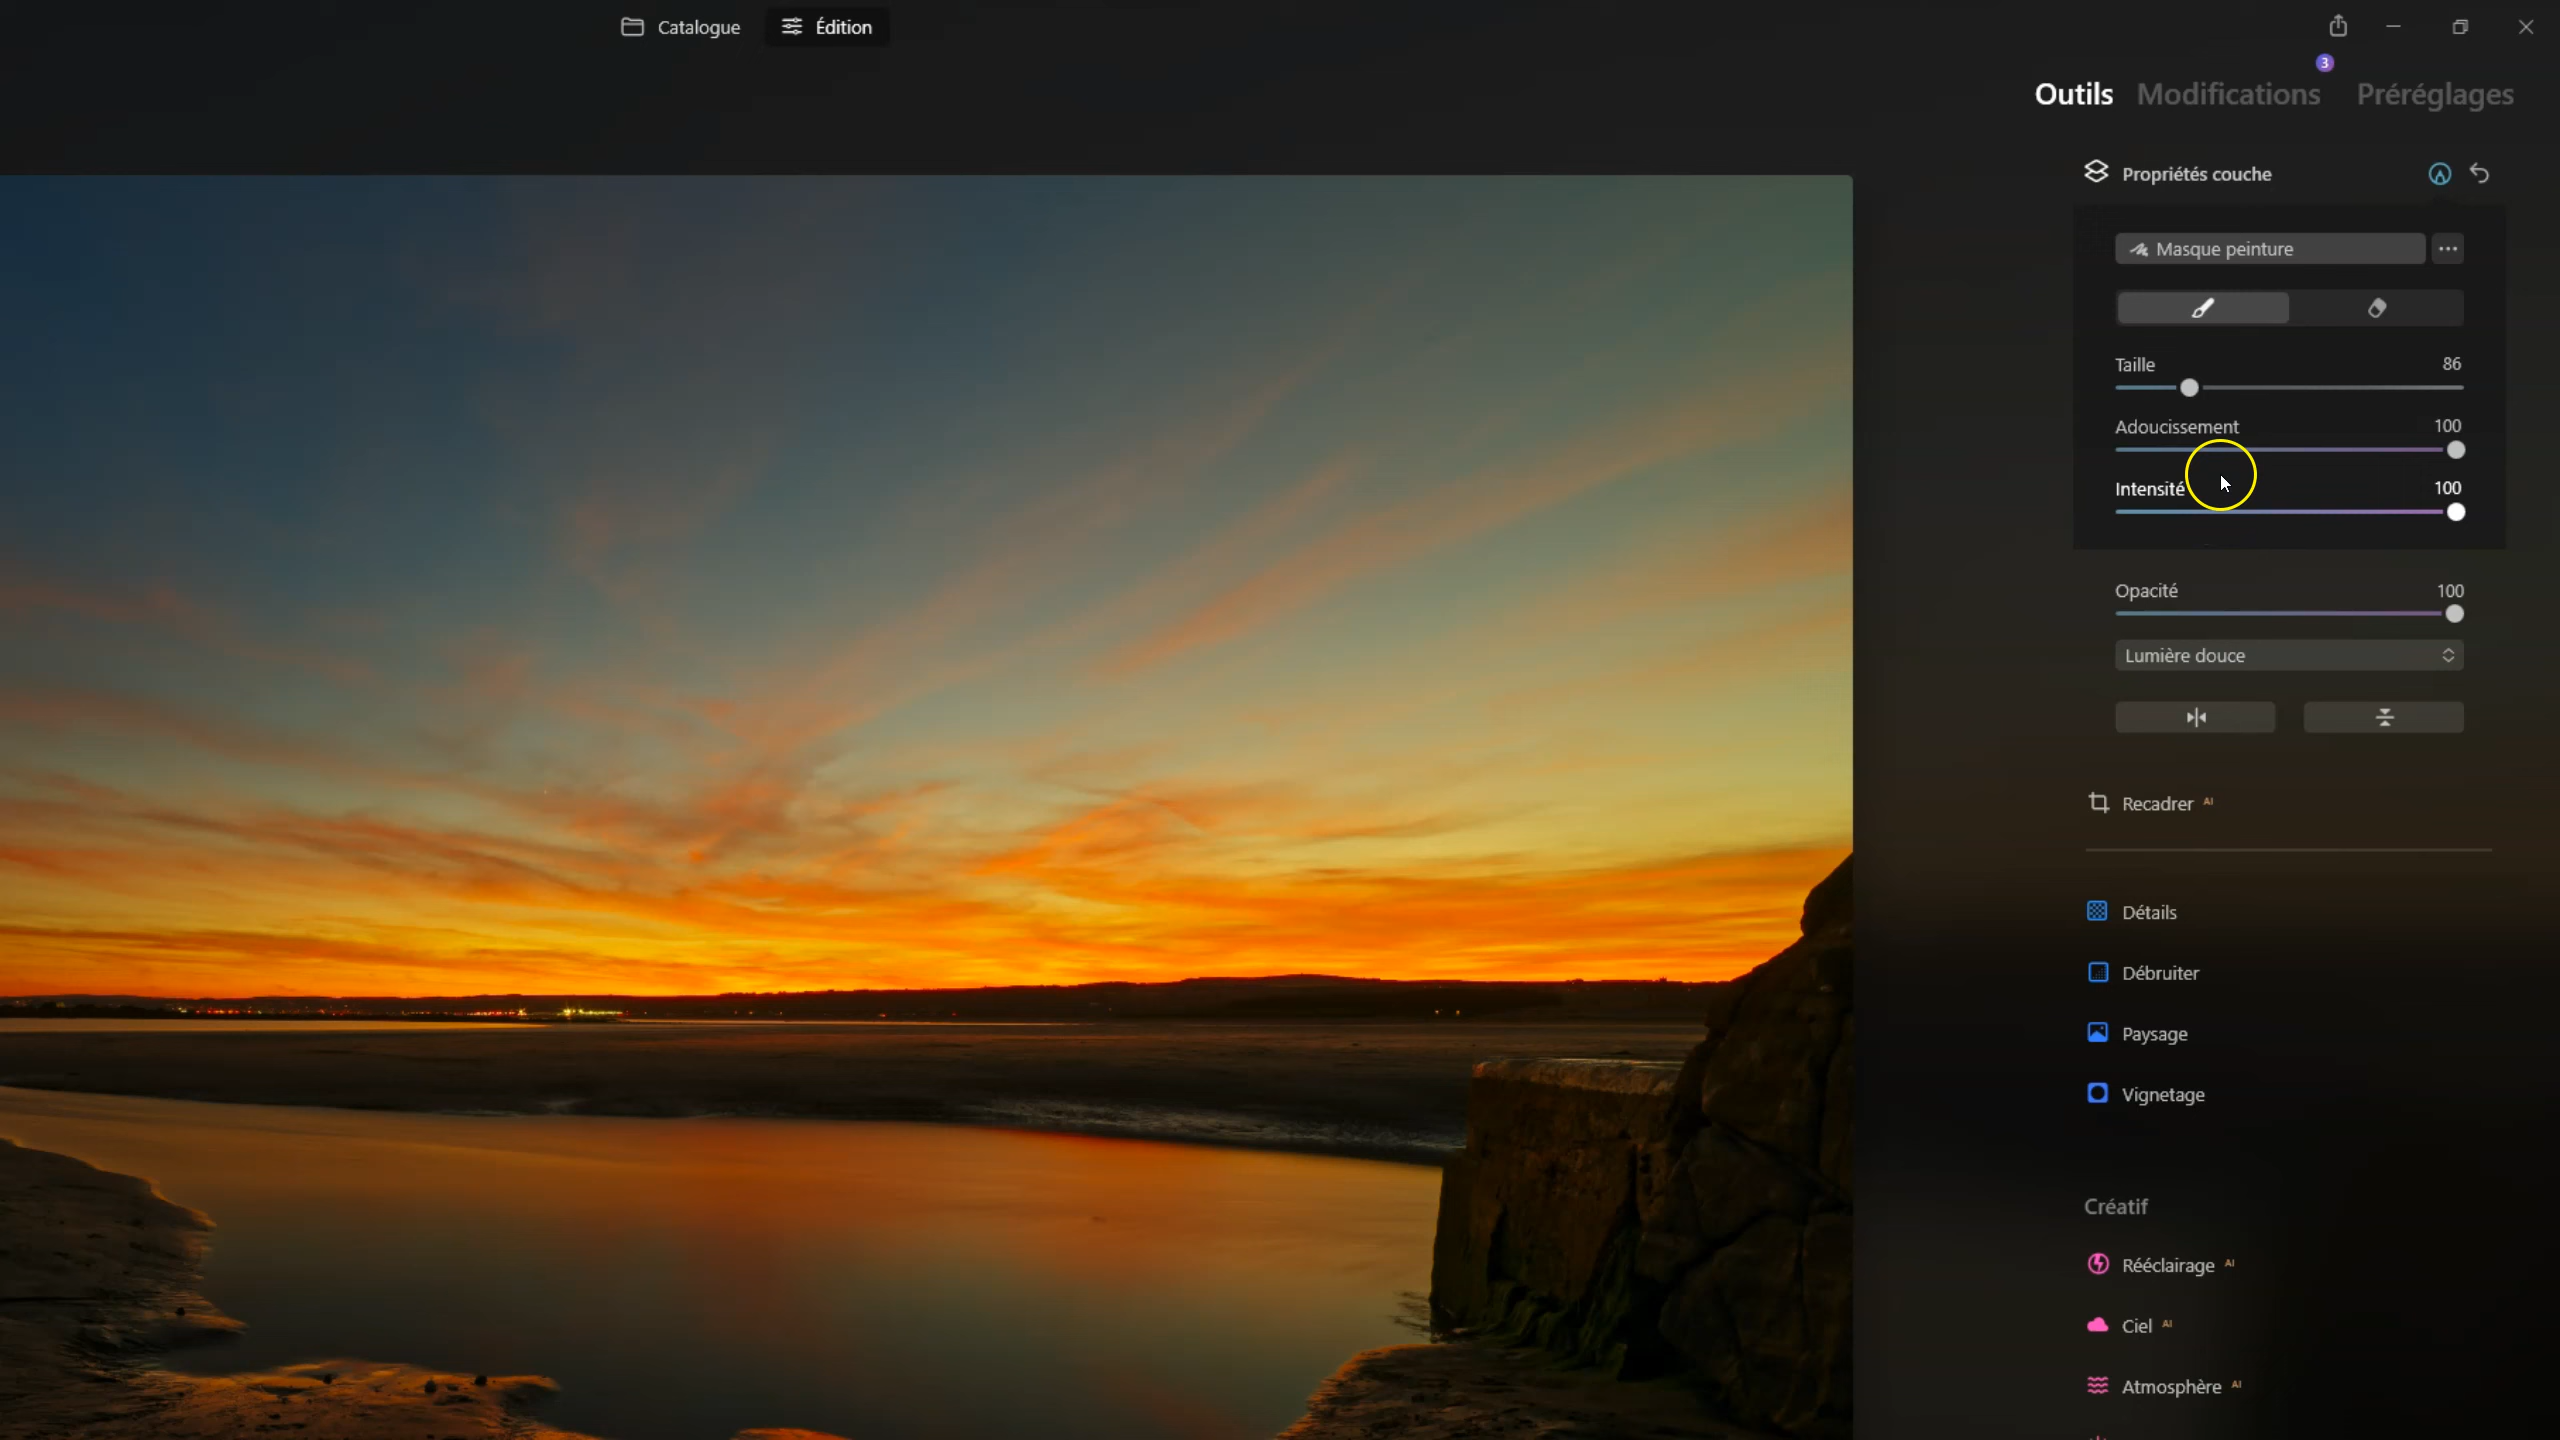 Catalogue
Édition
3
Outils
Modifications
Préréglages
Propriétés couche
Masque peinture
Taille
86
Adoucissement
100
Intensité
100
Opacité
100
Lumière douce
Recadrer AI
Détails
Débruiter
Paysage
Vignetage
Créatif
Rééclairage AI
Ciel AI
Atmosphère AI